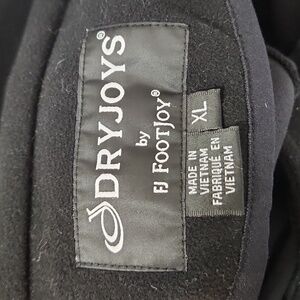 DRYJOYS®
by
FJ FOOTJOY®
XL
MADE IN
VIETNAM
FABRIQUÉ EN
VIETNAM